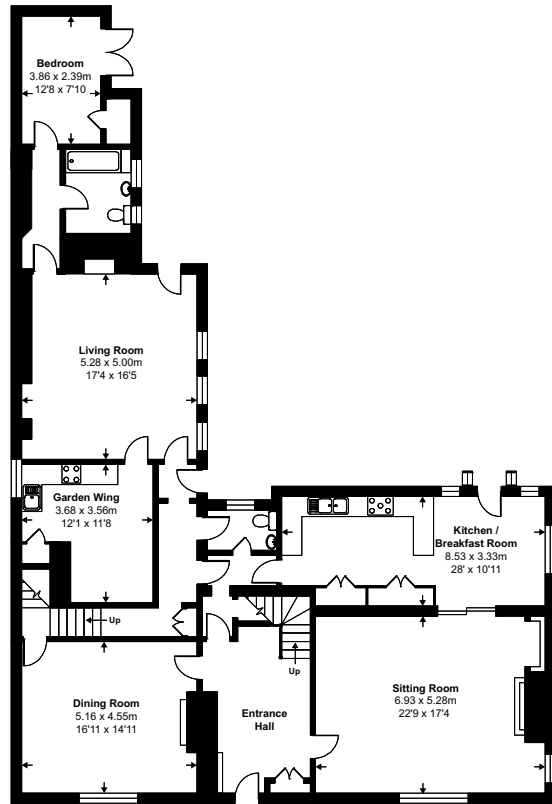 Bedroom
3.86 x 2.39m
12'8 x 7'10
Living Room
5.28 x 5.00m
17'4 x 16'5
Garden Wing
3.68 x 3.56m
12'1 x 11'8
Kitchen /
Breakfast Room
8.53 x 3.33m
28' x 10'11
Up
Up
Dining Room
5.16 x 4.55m
16'11 x 14'11
Entrance
Hall
Sitting Room
6.93 x 5.28m
22'9 x 17'4